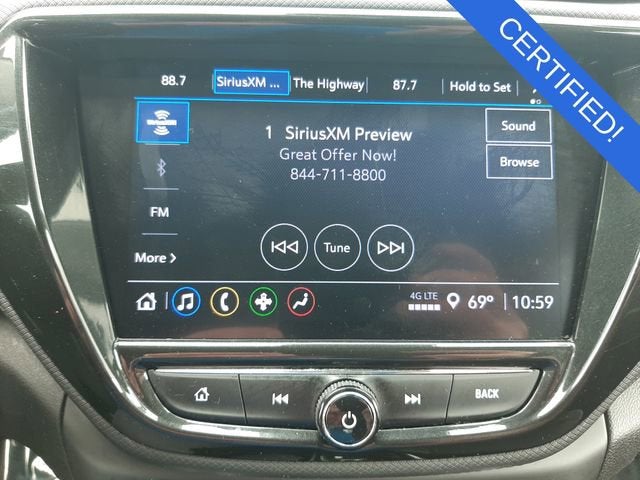 CERTIFIED!
88.7 SiriusXM ... The Highway 87.7 Hold to Set
1 SiriusXM Preview
Sound
Great Offer Now!
Browse
844-711-8800
FM
Tune
More >
4G LTE
69° 10:59
BACK